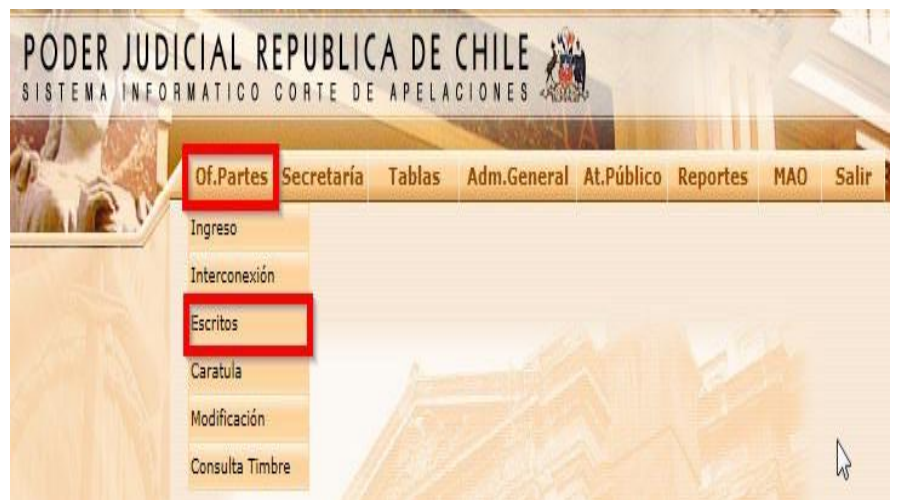 PODER JUDICIAL REPUBLICA DE CHILE
SISTEMA INFORMATICO CORTE DE APELACIONES
Of.Partes Secretaría Tablas Adm.General At.Público Reportes MAO Salir
Ingreso
Interconexión
Escritos
Caratula
Modificación
Consulta Timbre